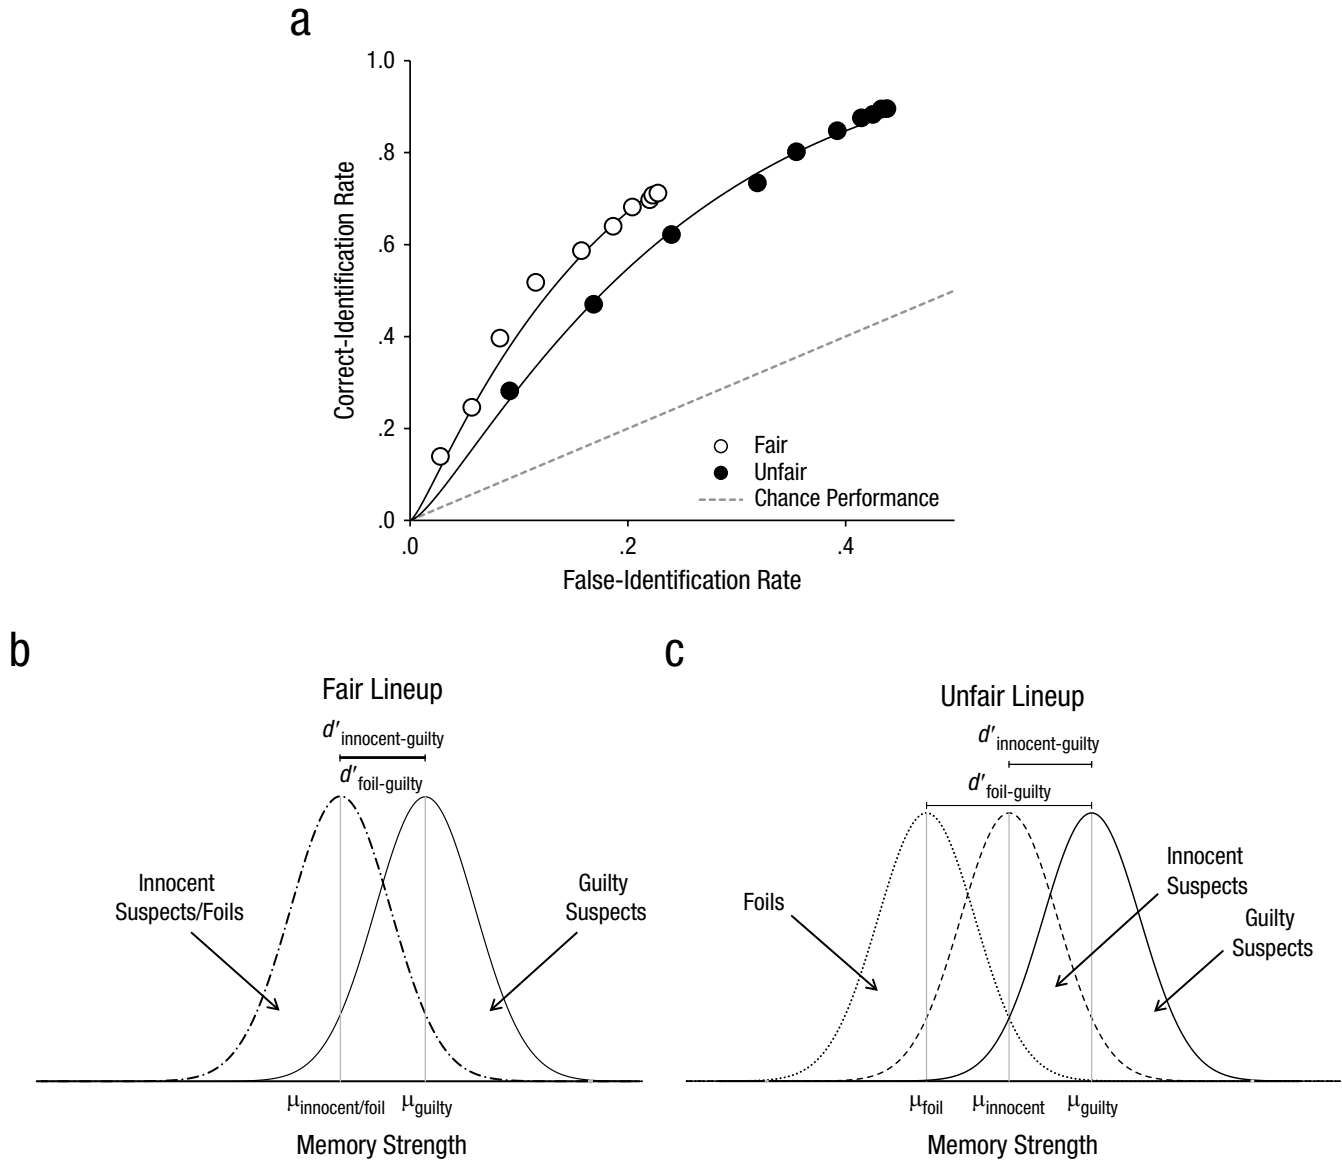 a
1.0
.8
.6
.4
.2
.0
Correct-Identification Rate
Fair
Unfair
Chance Performance
.0
.2
.4
False-Identification Rate
b
Fair Lineup
d′innocent-guilty
d′foil-guilty
Innocent
Suspects/Foils
Guilty
Suspects
μinnocent/foil
μguilty
Memory Strength
c
Unfair Lineup
d′innocent-guilty
d′foil-guilty
Foils
Innocent
Suspects
Guilty
Suspects
μfoil
μinnocent
μguilty
Memory Strength